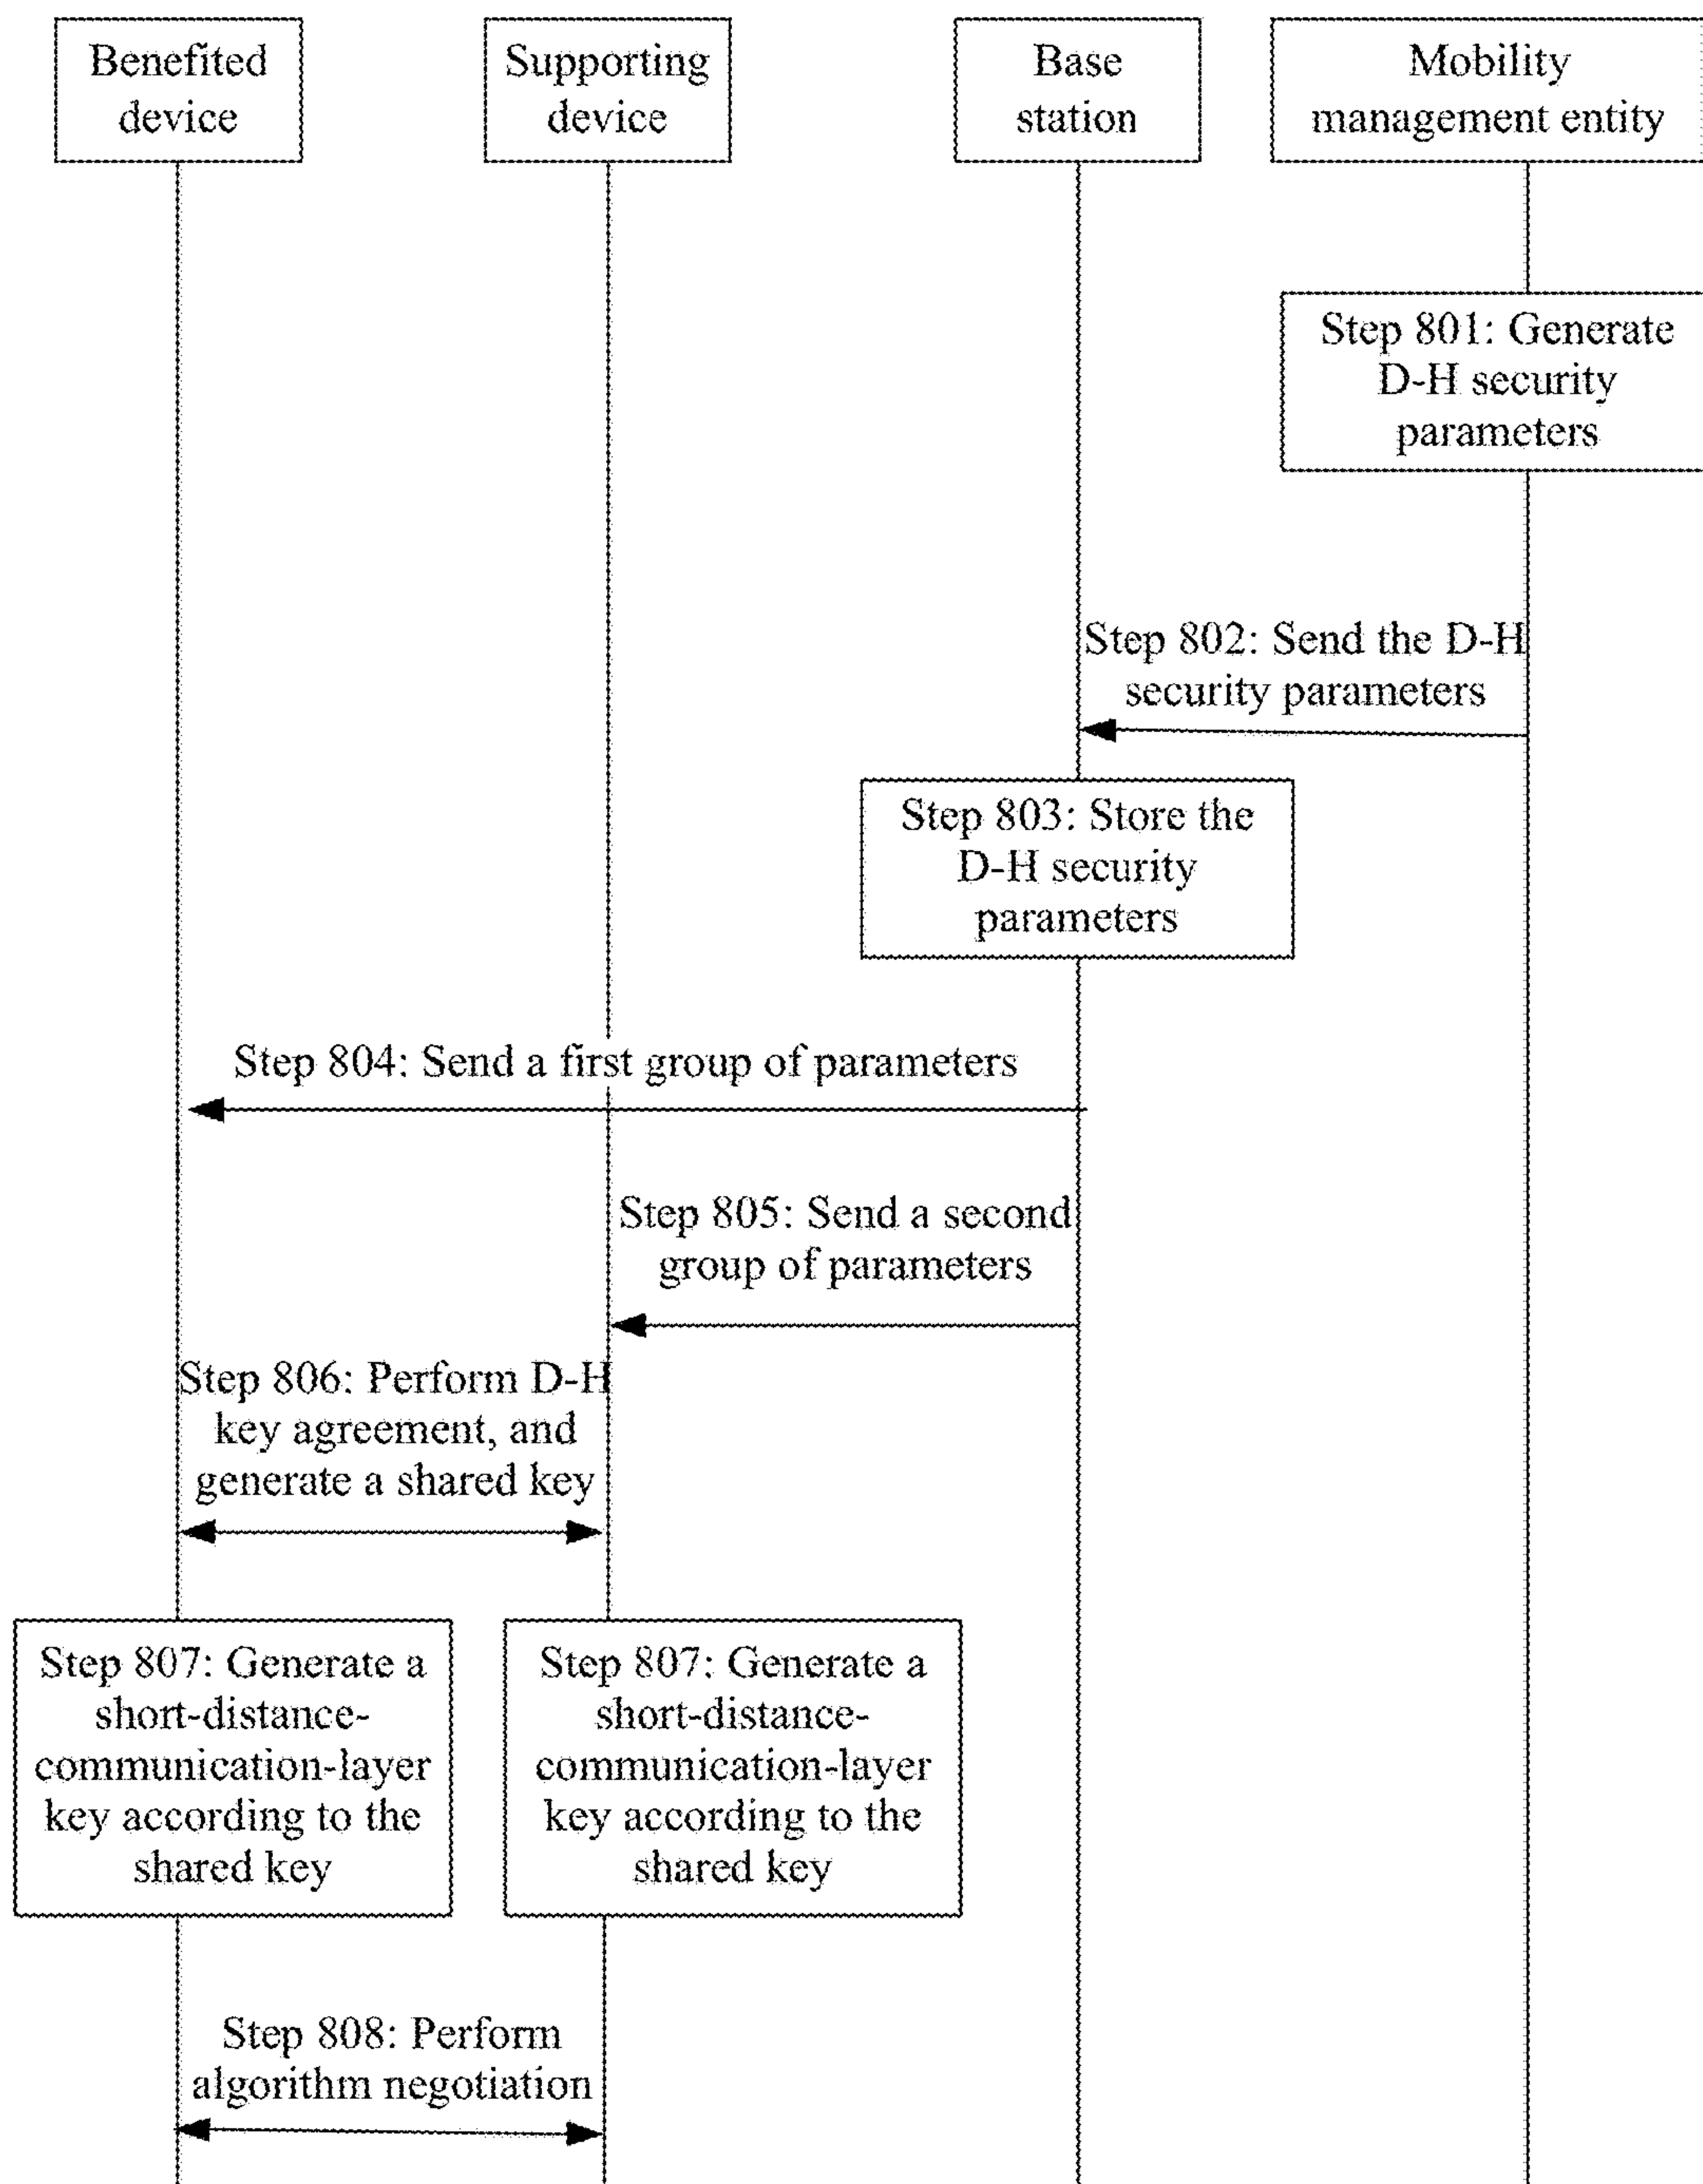 Benefited
device
Supporting
device
Base
station
Mobility
management entity
Step 801: Generate
D-H security
parameters
Step 802: Send the D-H
security parameters
Step 803: Store the
D-H security
parameters
Step 804: Send a first group of parameters
Step 805: Send a second
group of parameters
Step 806: Perform D-H
key agreement, and
generate a shared key
Step 807: Generate a
short-distance-
communication-layer
key according to the
shared key
Step 807: Generate a
short-distance-
communication-layer
key according to the
shared key
Step 808: Perform
algorithm negotiation